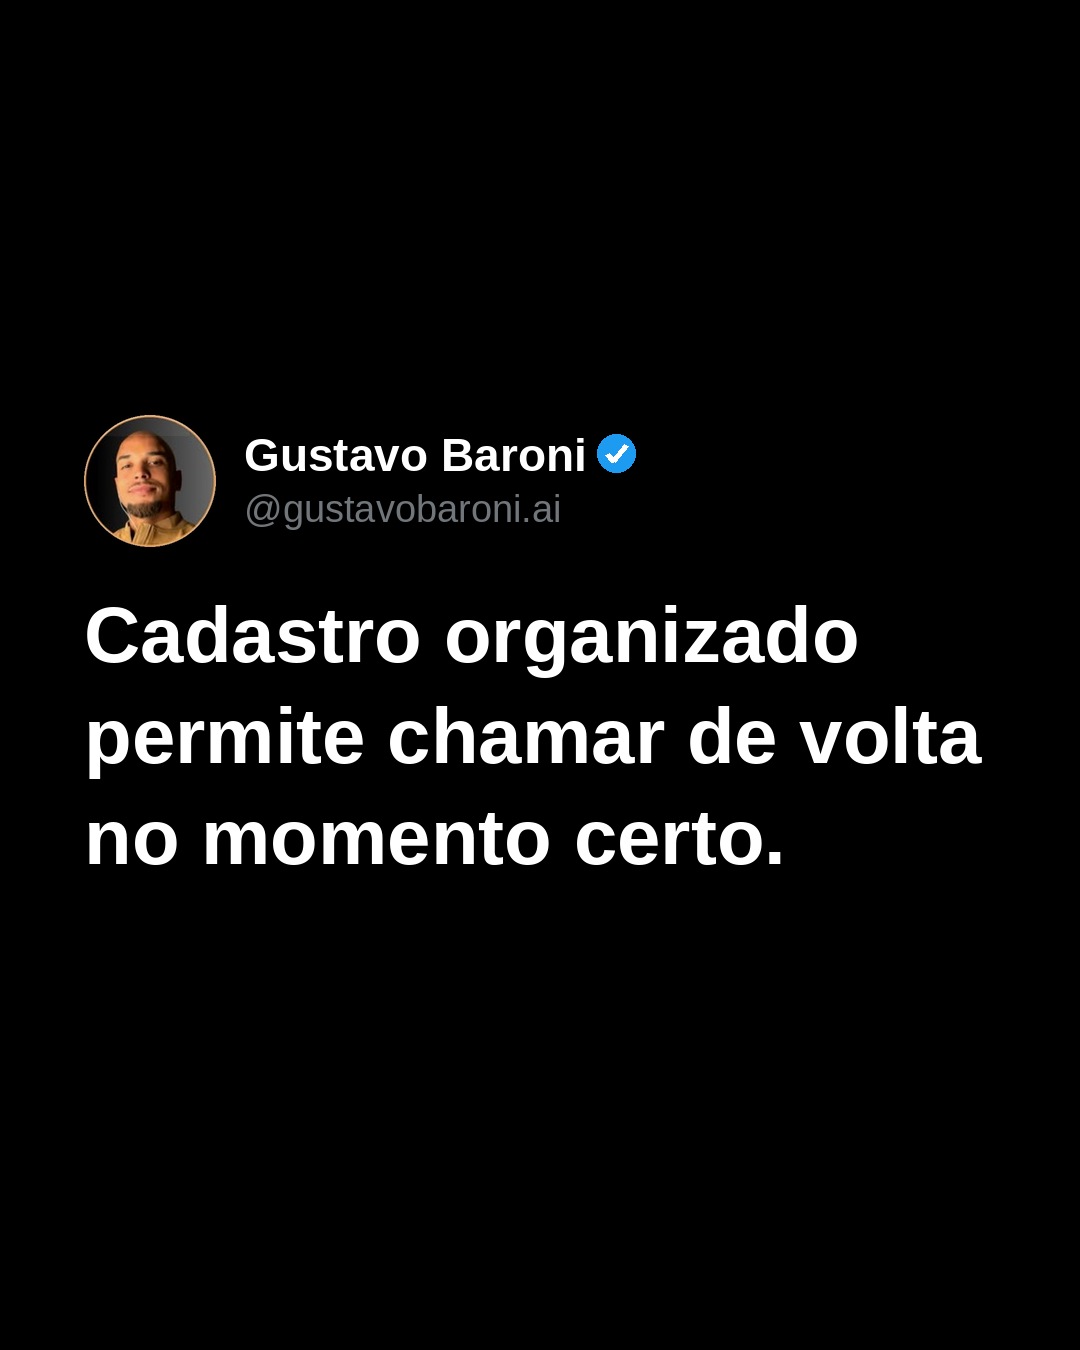 Gustavo Baroni
@gustavobaroni.ai
Cadastro organizado
permite chamar de volta
no momento certo.